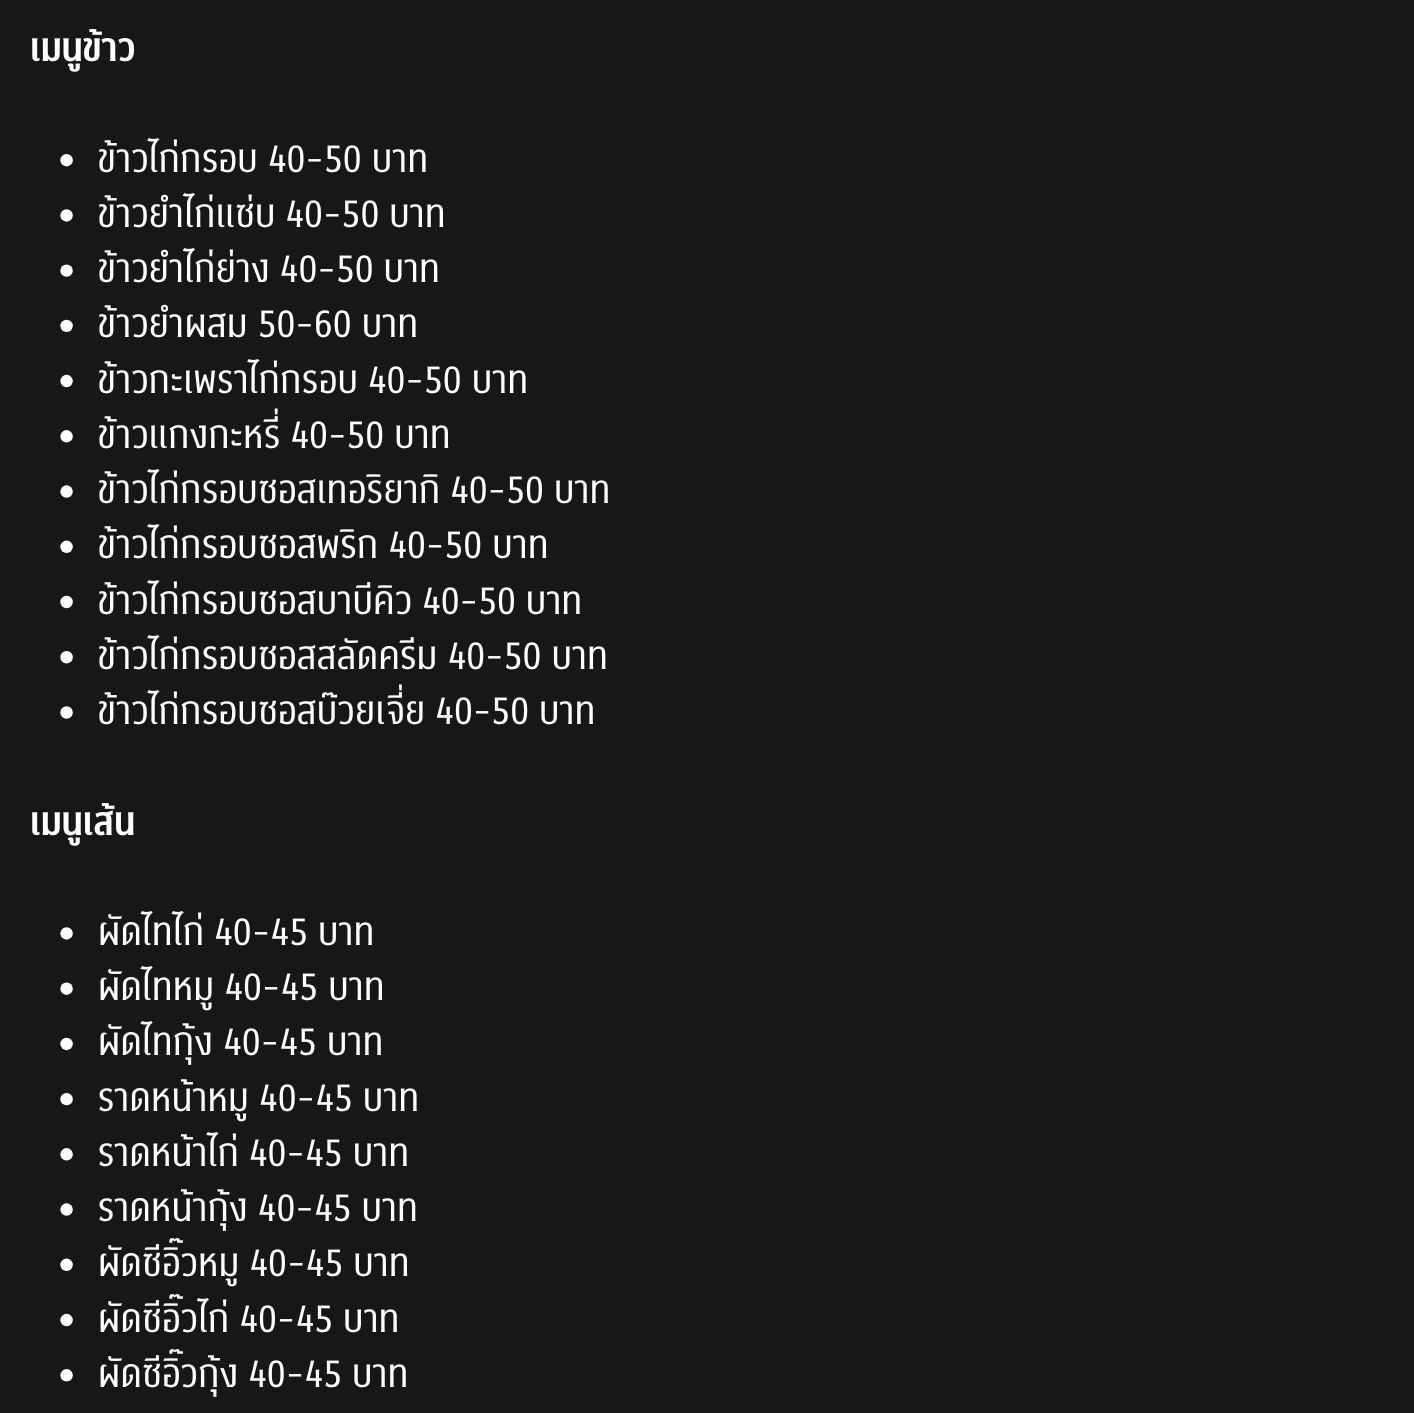 เมนูข้าว
• ข้าวไก่กรอบ 40-50 บาท
• ข้าวยำไก่แซ่บ 40-50 บาท
• ข้าวยำไก่ย่าง 40-50 บาท
• ข้าวยำผสม 50-60 บาท
• ข้าวกะเพราไก่กรอบ 40-50 บาท
• ข้าวแกงกะหรี่ 40-50 บาท
• ข้าวไก่กรอบซอสเทอริยากิ 40-50 บาท
• ข้าวไก่กรอบซอสพริก 40-50 บาท
• ข้าวไก่กรอบซอสบาบีคิว 40-50 บาท
• ข้าวไก่กรอบซอสสลัดครีม 40-50 บาท
• ข้าวไก่กรอบซอสบ๊วยเจี่ย 40-50 บาท
เมนูเส้น
• ผัดไทไก่ 40-45 บาท
• ผัดไทหมู 40-45 บาท
• ผัดไทกุ้ง 40-45 บาท
• ราดหน้าหมู 40-45 บาท
• ราดหน้าไก่ 40-45 บาท
• ราดหน้ากุ้ง 40-45 บาท
• ผัดซีอิ๊วหมู 40-45 บาท
• ผัดซีอิ๊วไก่ 40-45 บาท
• ผัดซีอิ๊วกุ้ง 40-45 บาท